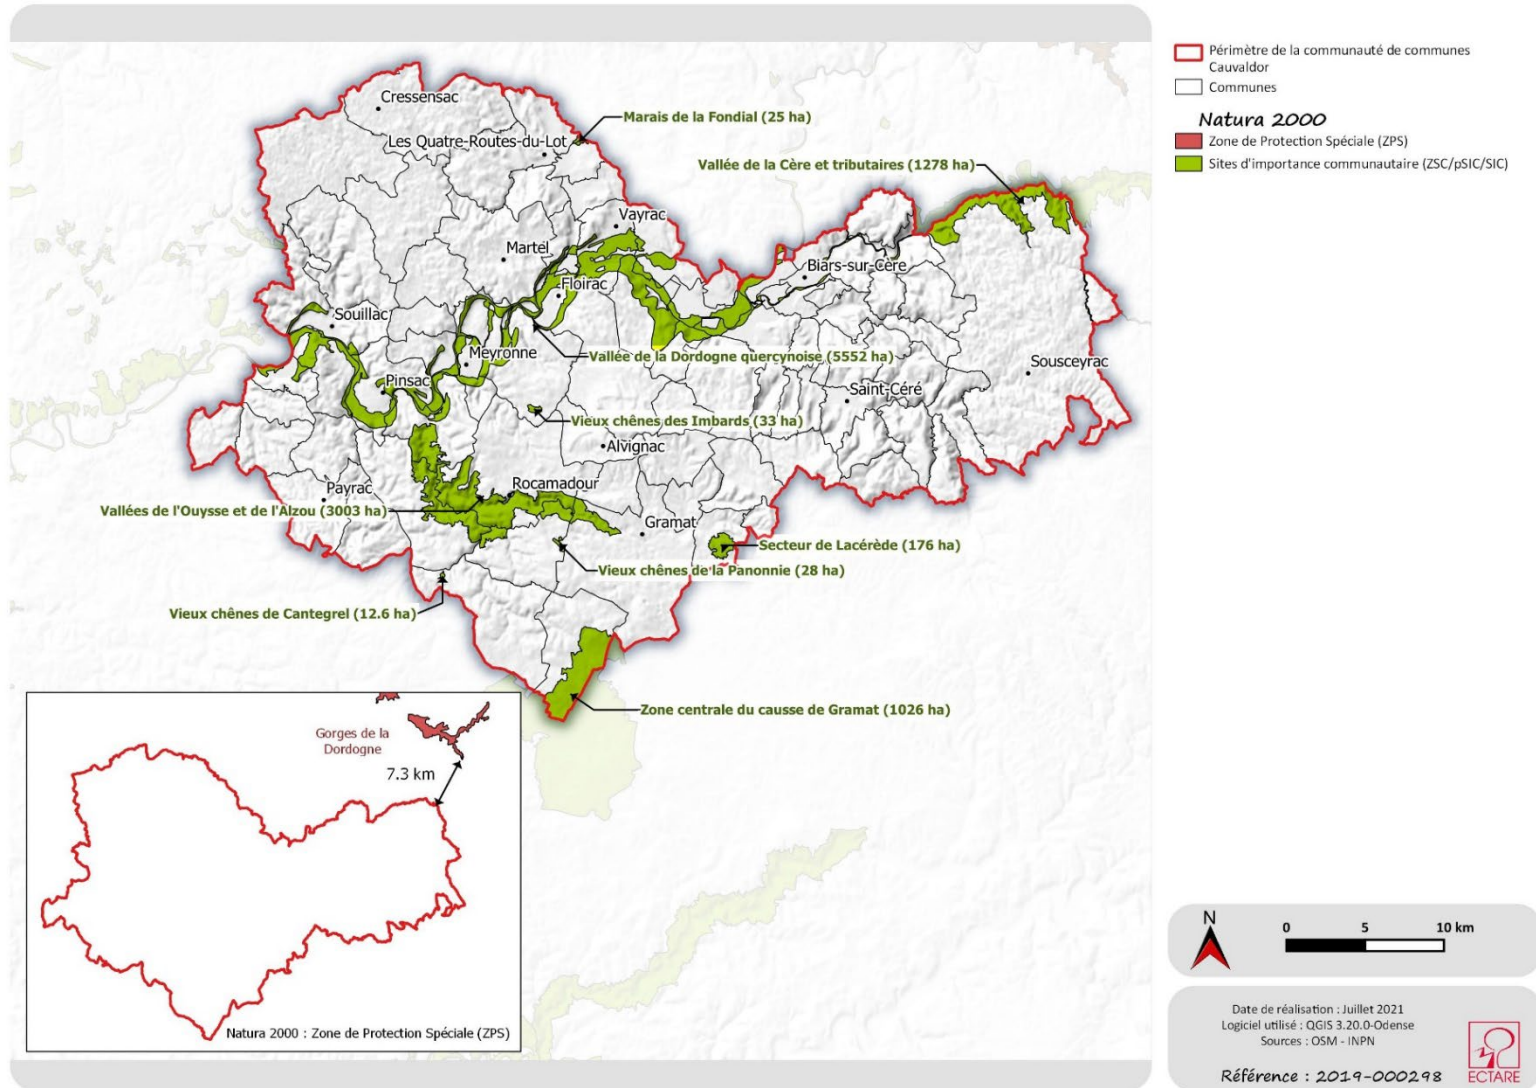 Cressensac
Marais de la Fondial (25 ha)
Les Quatre-Routes-du-Lot
Vallée de la Cère et tributaires (1278 ha)
Vayrac
Martel
Biars-sur-Cère
Floirac
Souillac
Meyronne
Vallée de la Dordogne quercynoise (5552 ha)
Sousceyrac
Pinsac
Saint-Céré
Vieux chênes des Imbards (33 ha)
Alvignac
Payrac
Rocamadour
Vallées de l'Ouysse et de l'Alzou (3003 ha)
Gramat
Secteur de Lacérède (176 ha)
Vieux chênes de la Panonnie (28 ha)
Vieux chênes de Cantegrel (12.6 ha)
Zone centrale du causse de Gramat (1026 ha)
Gorges de la
Dordogne
7.3 km
Natura 2000 : Zone de Protection Spéciale (ZPS)
Périmètre de la communauté de communes
Cauvaldor
Communes
Natura 2000
Zone de Protection Spéciale (ZPS)
Sites d'importance communautaire (ZSC/pSIC/SIC)
N
0 5 10 km
Date de réalisation : Juillet 2021
Logiciel utilisé : QGIS 3.20.0-Odense
Sources : OSM - INPN
Référence : 2019-000298
ECTARE